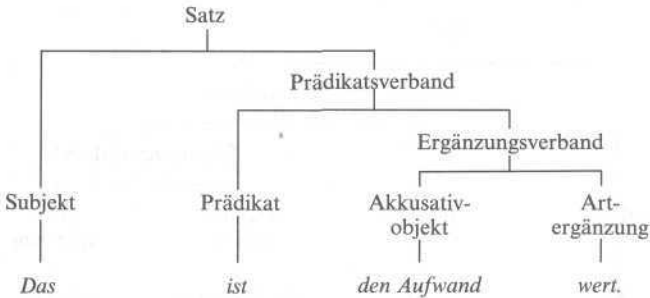 Satz
Prädikatsverband
Ergänzungsverband
Subjekt Prädikat Akkusativ- Art-
objekt ergänzung
Das ist den Aufwand wert.